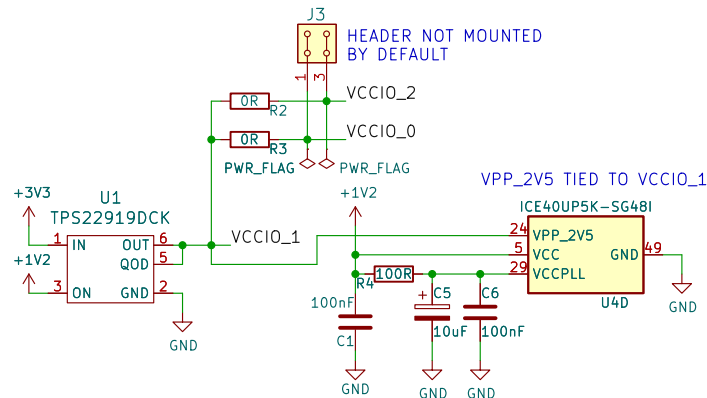 J3
HEADER NOT MOUNTED
BY DEFAULT
1
3
VCCIO_2
0R
R2
VCCIO_0
0R
R3
PWR_FLAG
PWR_FLAG
VPP_2V5 TIED TO VCCIO_1
+3V3
U1
TPS22919DCK
+1V2
ICE40UP5K-SG48I
1
IN
OUT
6
VCCIO_1
24
VPP_2V5
QOD
5
5
VCC
GND
49
+1V2
29
VCCPLL
3
ON
GND
2
100R
R4
C5
C6
U4D
100nF
+
10uF
100nF
C1
GND
GND
GND
GND
GND